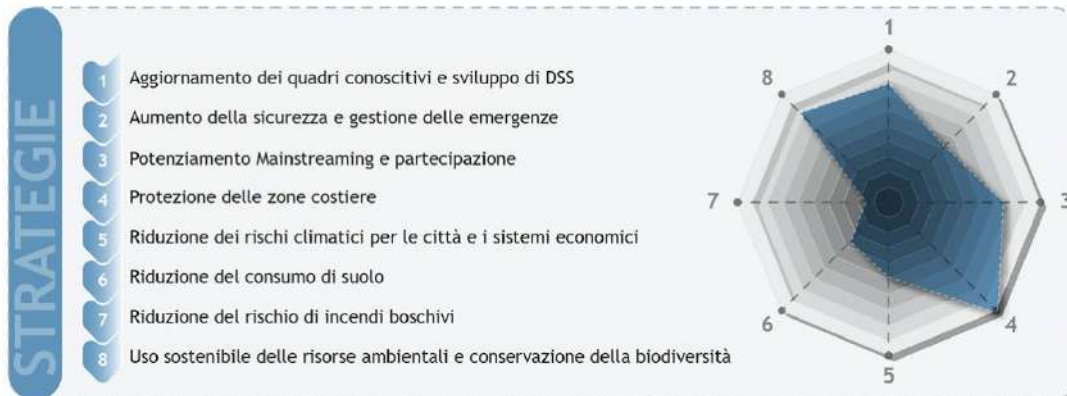 STRATEGIE
1 Aggiornamento dei quadri conoscitivi e sviluppo di DSS
2 Aumento della sicurezza e gestione delle emergenze
3 Potenziamento Mainstreaming e partecipazione
4 Protezione delle zone costiere
5 Riduzione dei rischi climatici per le città e i sistemi economici
6 Riduzione del consumo di suolo
7 Riduzione del rischio di incendi boschivi
8 Uso sostenibile delle risorse ambientali e conservazione della biodiversità
1
2
3
4
5
6
7
8